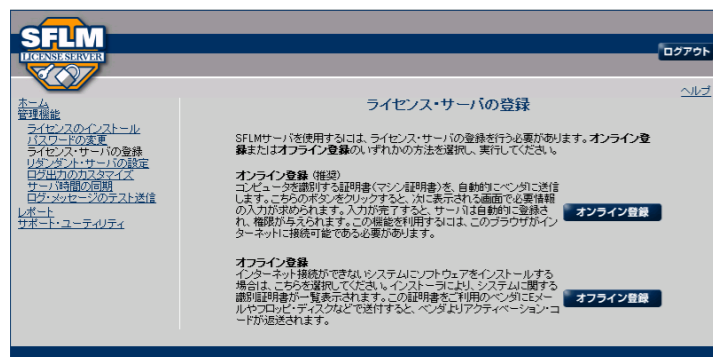 SFLM
LICENSE SERVER
ログアウト
ヘルプ
ホーム
管理機能
ライセンスのインストール
パスワードの変更
ライセンス・サーバの登録
リダンダント・サーバの設定
ログ出力のカスタマイズ
サーバ時間の同期
ログ・メッセージのテスト送信
レポート
サポート・ユーティリティ
ライセンス・サーバの登録
SFLMサーバを使用するには、ライセンス・サーバの登録を行う必要があります。オンライン登
録またはオフライン登録のいずれかの方法を選択し、実行してください。
オンライン登録 (推奨)
コンピュータを識別する証明書(マシン証明書)を、自動的にベンダに送信
します。こちらのボタンをクリックすると、次に表示される画面で必要情報
の入力が求められます。入力が完了すると、サーバは自動的に登録さ
れ、権限が与えられます。この機能を利用するには、このブラウザがイン
ターネットに接続可能である必要があります。
オンライン登録
オフライン登録
インターネット接続ができないシステムにソフトウェアをインストールする
場合は、こちらを選択してください。インストーラにより、システムに関する
識別証明書が一覧表示されます。この証明書をご利用のベンダにEメー
ルやフロッピ・ディスクなどで送付すると、ベンダよりアクティベーション・コ
ードが返送されます。
オフライン登録